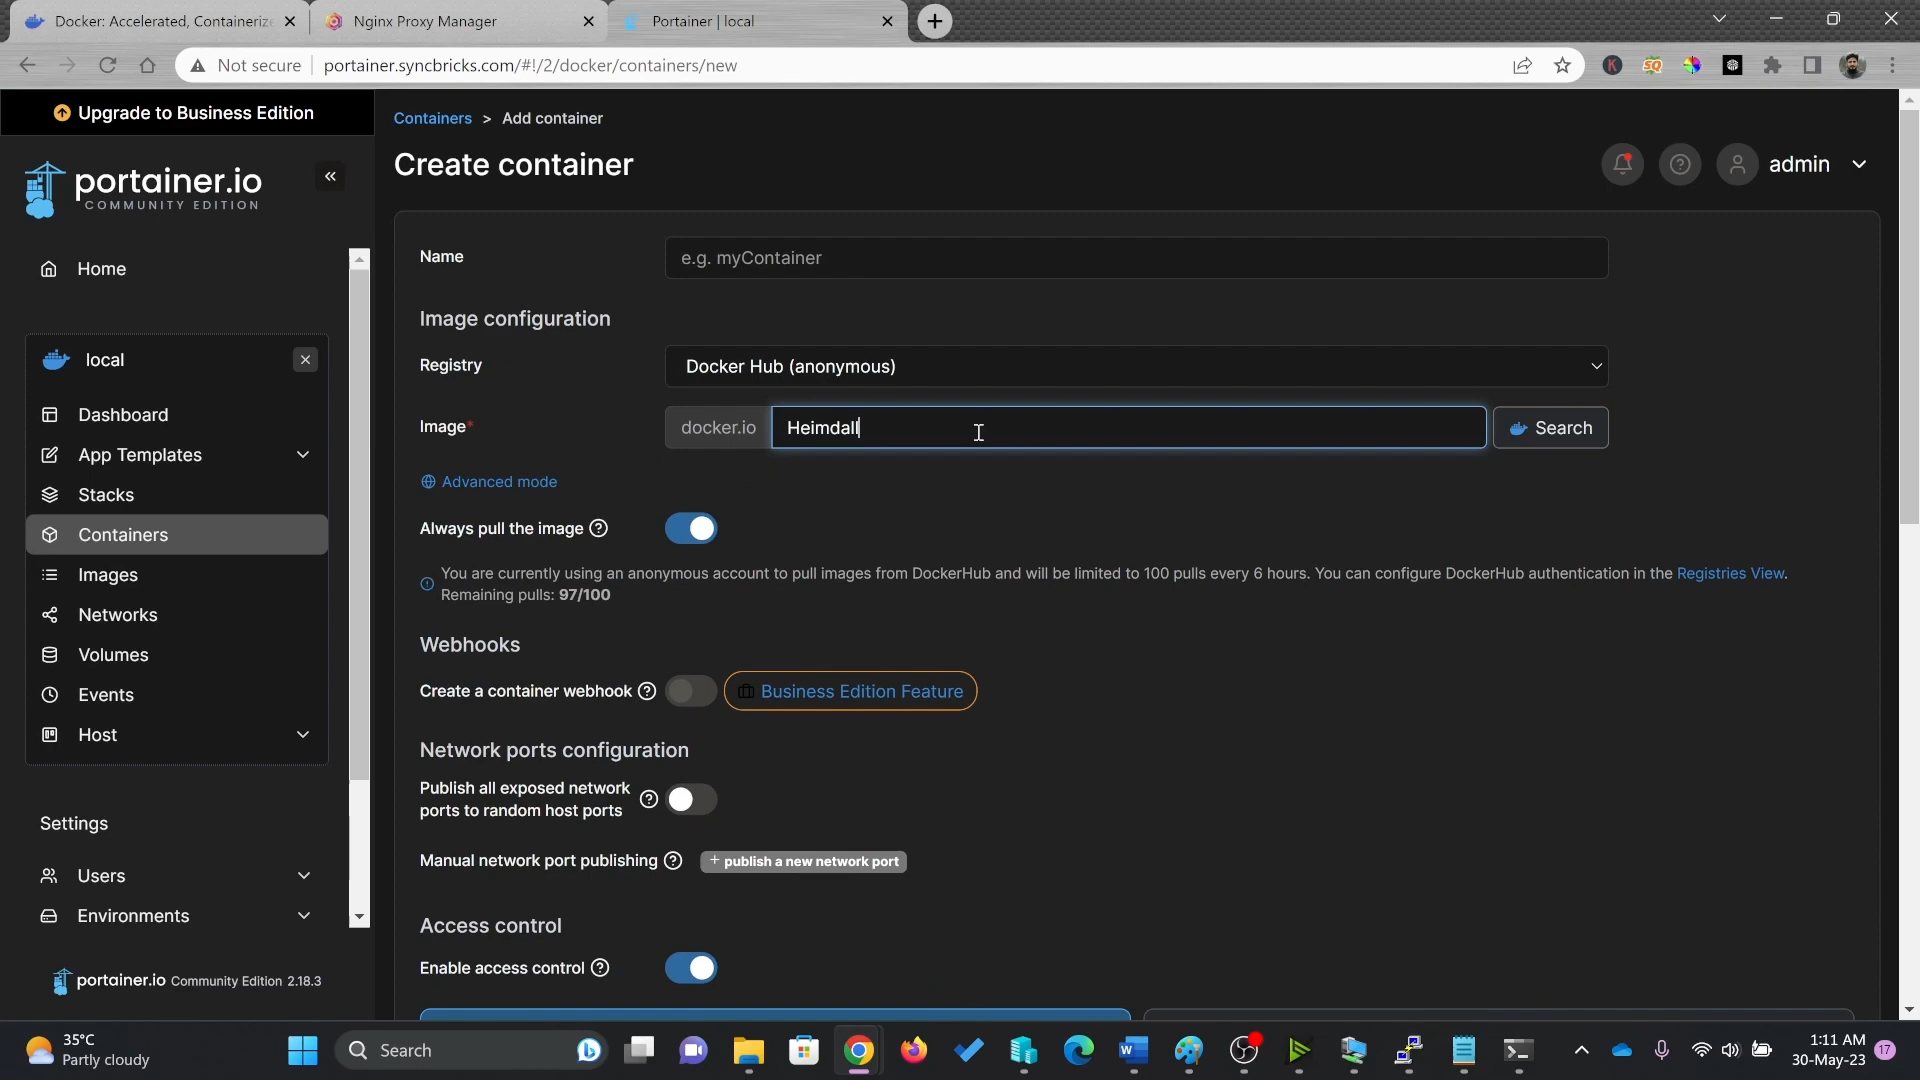 Docker: Accelerated, Containerize
Nginx Proxy Manager
Portainer | local
Not secure
portainer.syncbricks.com/#!/2/docker/containers/new
Upgrade to Business Edition
portainer.io
COMMUNITY EDITION
Home
local
Dashboard
App Templates
Stacks
Containers
Images
Networks
Volumes
Events
Host
Settings
Users
Environments
portainer.io Community Edition 2.18.3
Containers > Add container
Create container
admin
Name
e.g. myContainer
Image configuration
Registry
Docker Hub (anonymous)
Image*
docker.io
Heimdall
Search
Advanced mode
Always pull the image
You are currently using an anonymous account to pull images from DockerHub and will be limited to 100 pulls every 6 hours. You can configure DockerHub authentication in the Registries View.
Remaining pulls: 97/100
Webhooks
Create a container webhook
Business Edition Feature
Network ports configuration
Publish all exposed network
ports to random host ports
Manual network port publishing
+ publish a new network port
Access control
Enable access control
35°C
Partly cloudy
Search
1:11 AM
30-May-23
17